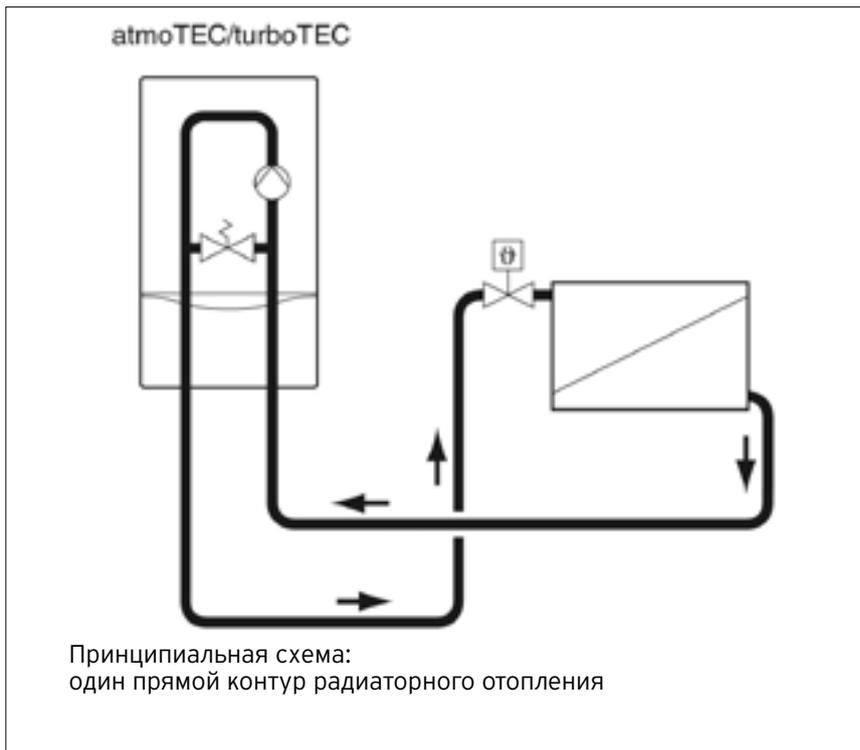 atmoTEC/turboTEC
Принципиальная схема:
один прямой контур радиаторного отопления